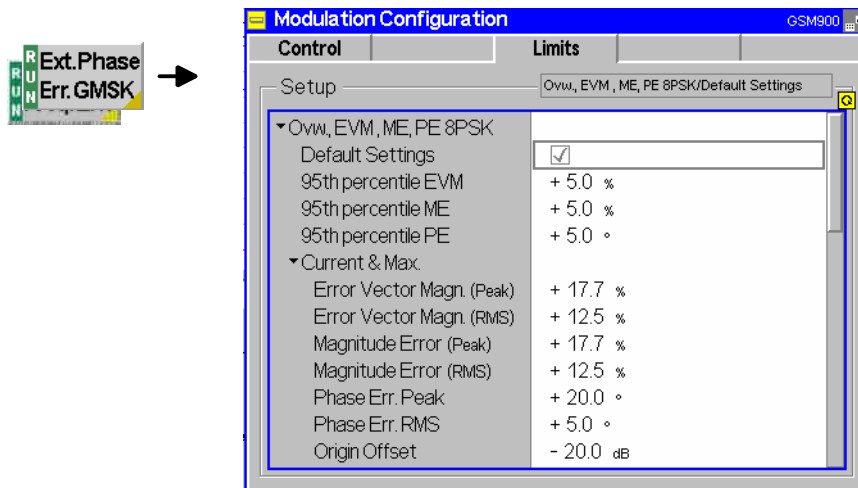 RUN Ext.Phase
Err. GMSK
RUN
Modulation Configuration GSM900
Control Limits
Setup Ovw., EVM , ME, PE 8PSK/Default Settings
Ovw., EVM , ME, PE 8PSK
Default Settings
95th percentile EVM + 5.0 %
95th percentile ME + 5.0 %
95th percentile PE + 5.0 °
Current & Max.
Error Vector Magn. (Peak) + 17.7 %
Error Vector Magn. (RMS) + 12.5 %
Magnitude Error (Peak) + 17.7 %
Magnitude Error (RMS) + 12.5 %
Phase Err. Peak + 20.0 °
Phase Err. RMS + 5.0 °
Origin Offset - 20.0 dB